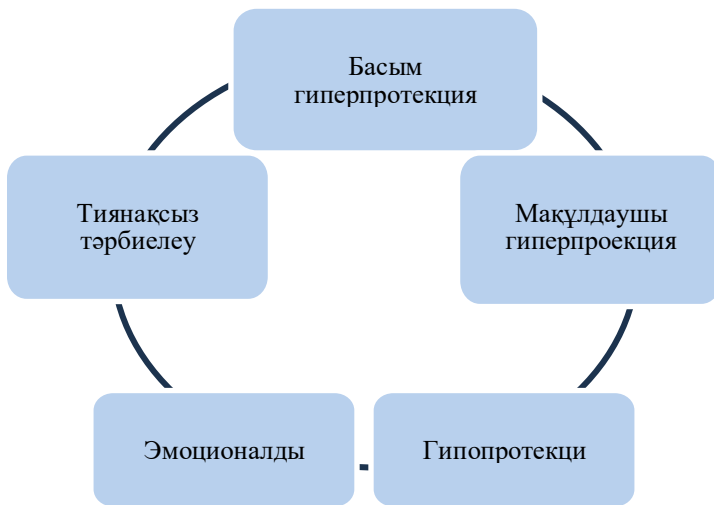 Басым
гиперпротекция
Мақұлдаушы
гиперпроекция
Гипопротекци
Эмоционалды
Тиянақсыз
тәрбиелеу